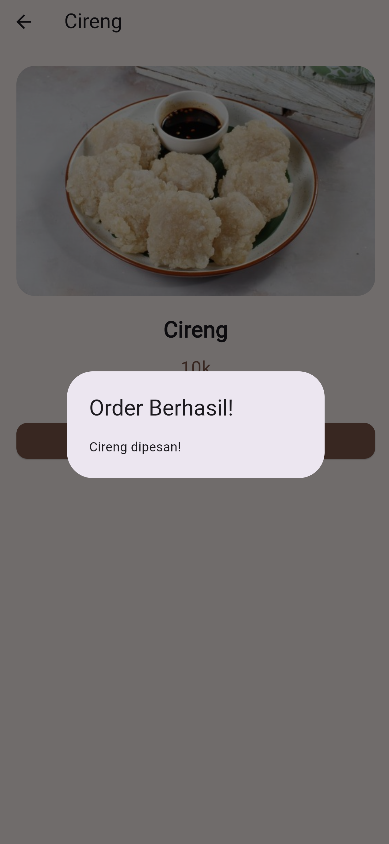 Cireng
Cireng
10k
Order Berhasil!
Cireng dipesan!